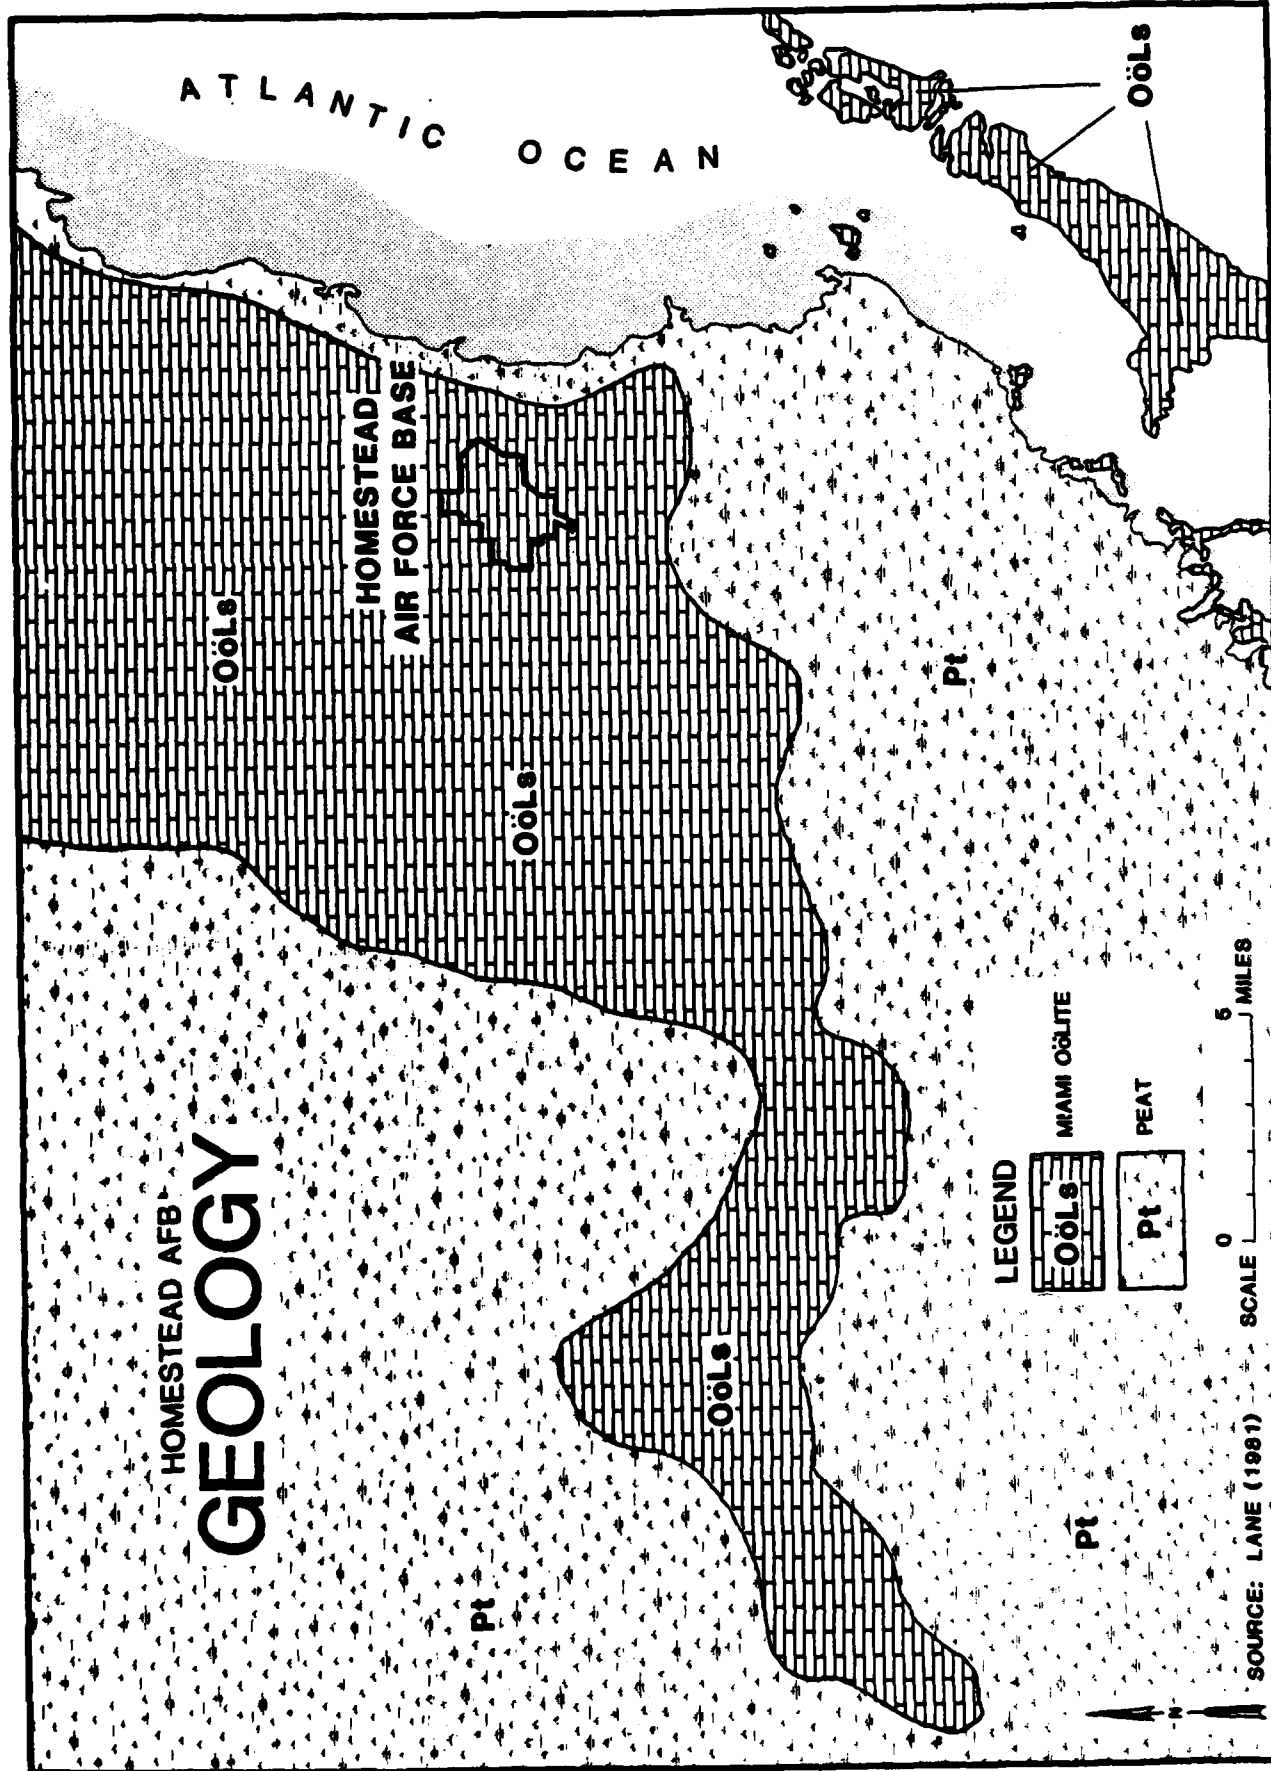 HOMESTEAD AFB
GEOLOGY
ATLANTIC OCEAN
OöLs
HOMESTEAD
AIR FORCE BASE
OöLs
OöLs
OöLs
Pt
Pt
Pt
LEGEND
OöLs MIAMI OÖLITE
Pt PEAT
N
SOURCE: LANE (1981)
SCALE 0 5 MILES